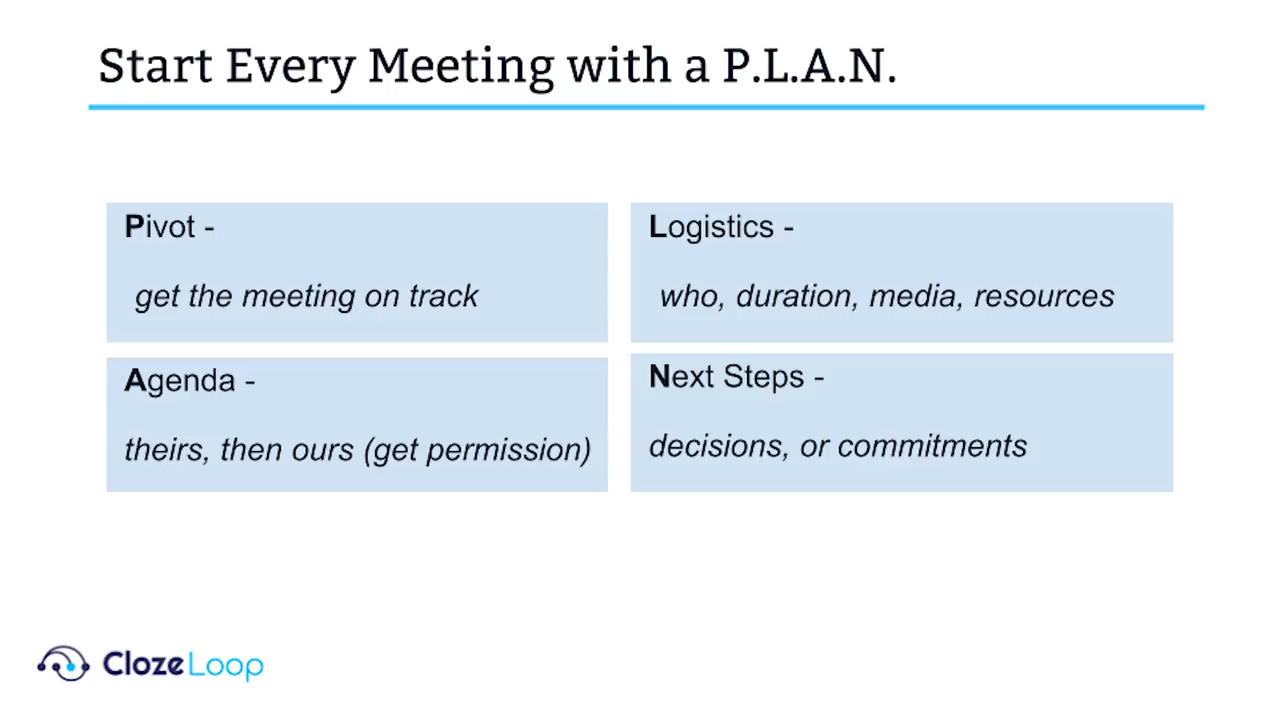 Start Every Meeting with a P.L.A.N.
Pivot -
get the meeting on track
Logistics -
who, duration, media, resources
Agenda -
theirs, then ours (get permission)
Next Steps -
decisions, or commitments
ClozeLoop